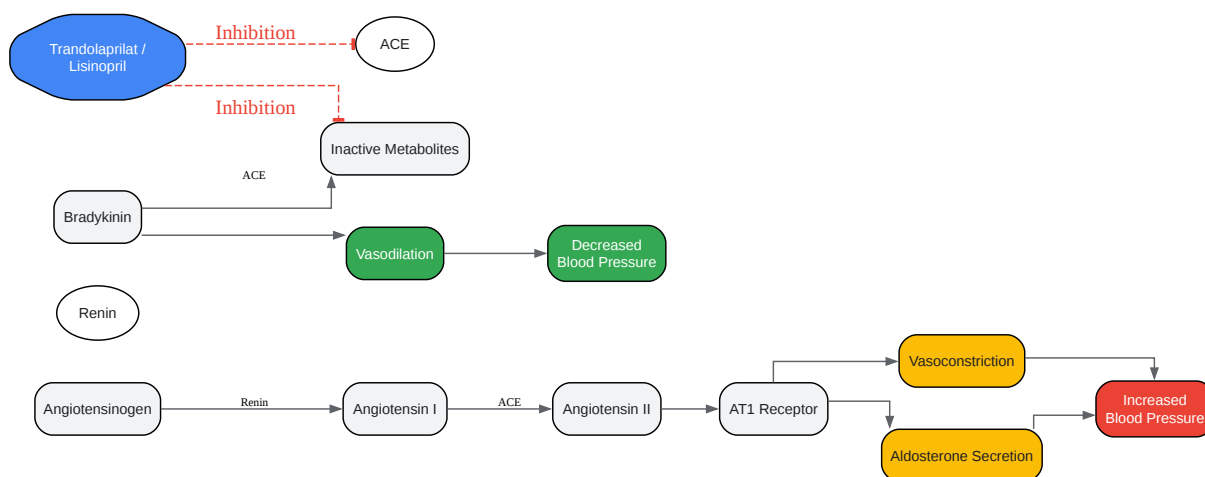 Trandolaprilat /
Lisinopril
Inhibition
ACE
Inhibition
Inactive Metabolites
ACE
Bradykinin
Vasodilation
Decreased
Blood Pressure
Renin
Vasoconstriction
Angiotensinogen
Renin
Angiotensin I
ACE
Angiotensin II
AT1 Receptor
Increased
Blood Pressure
Aldosterone Secretion